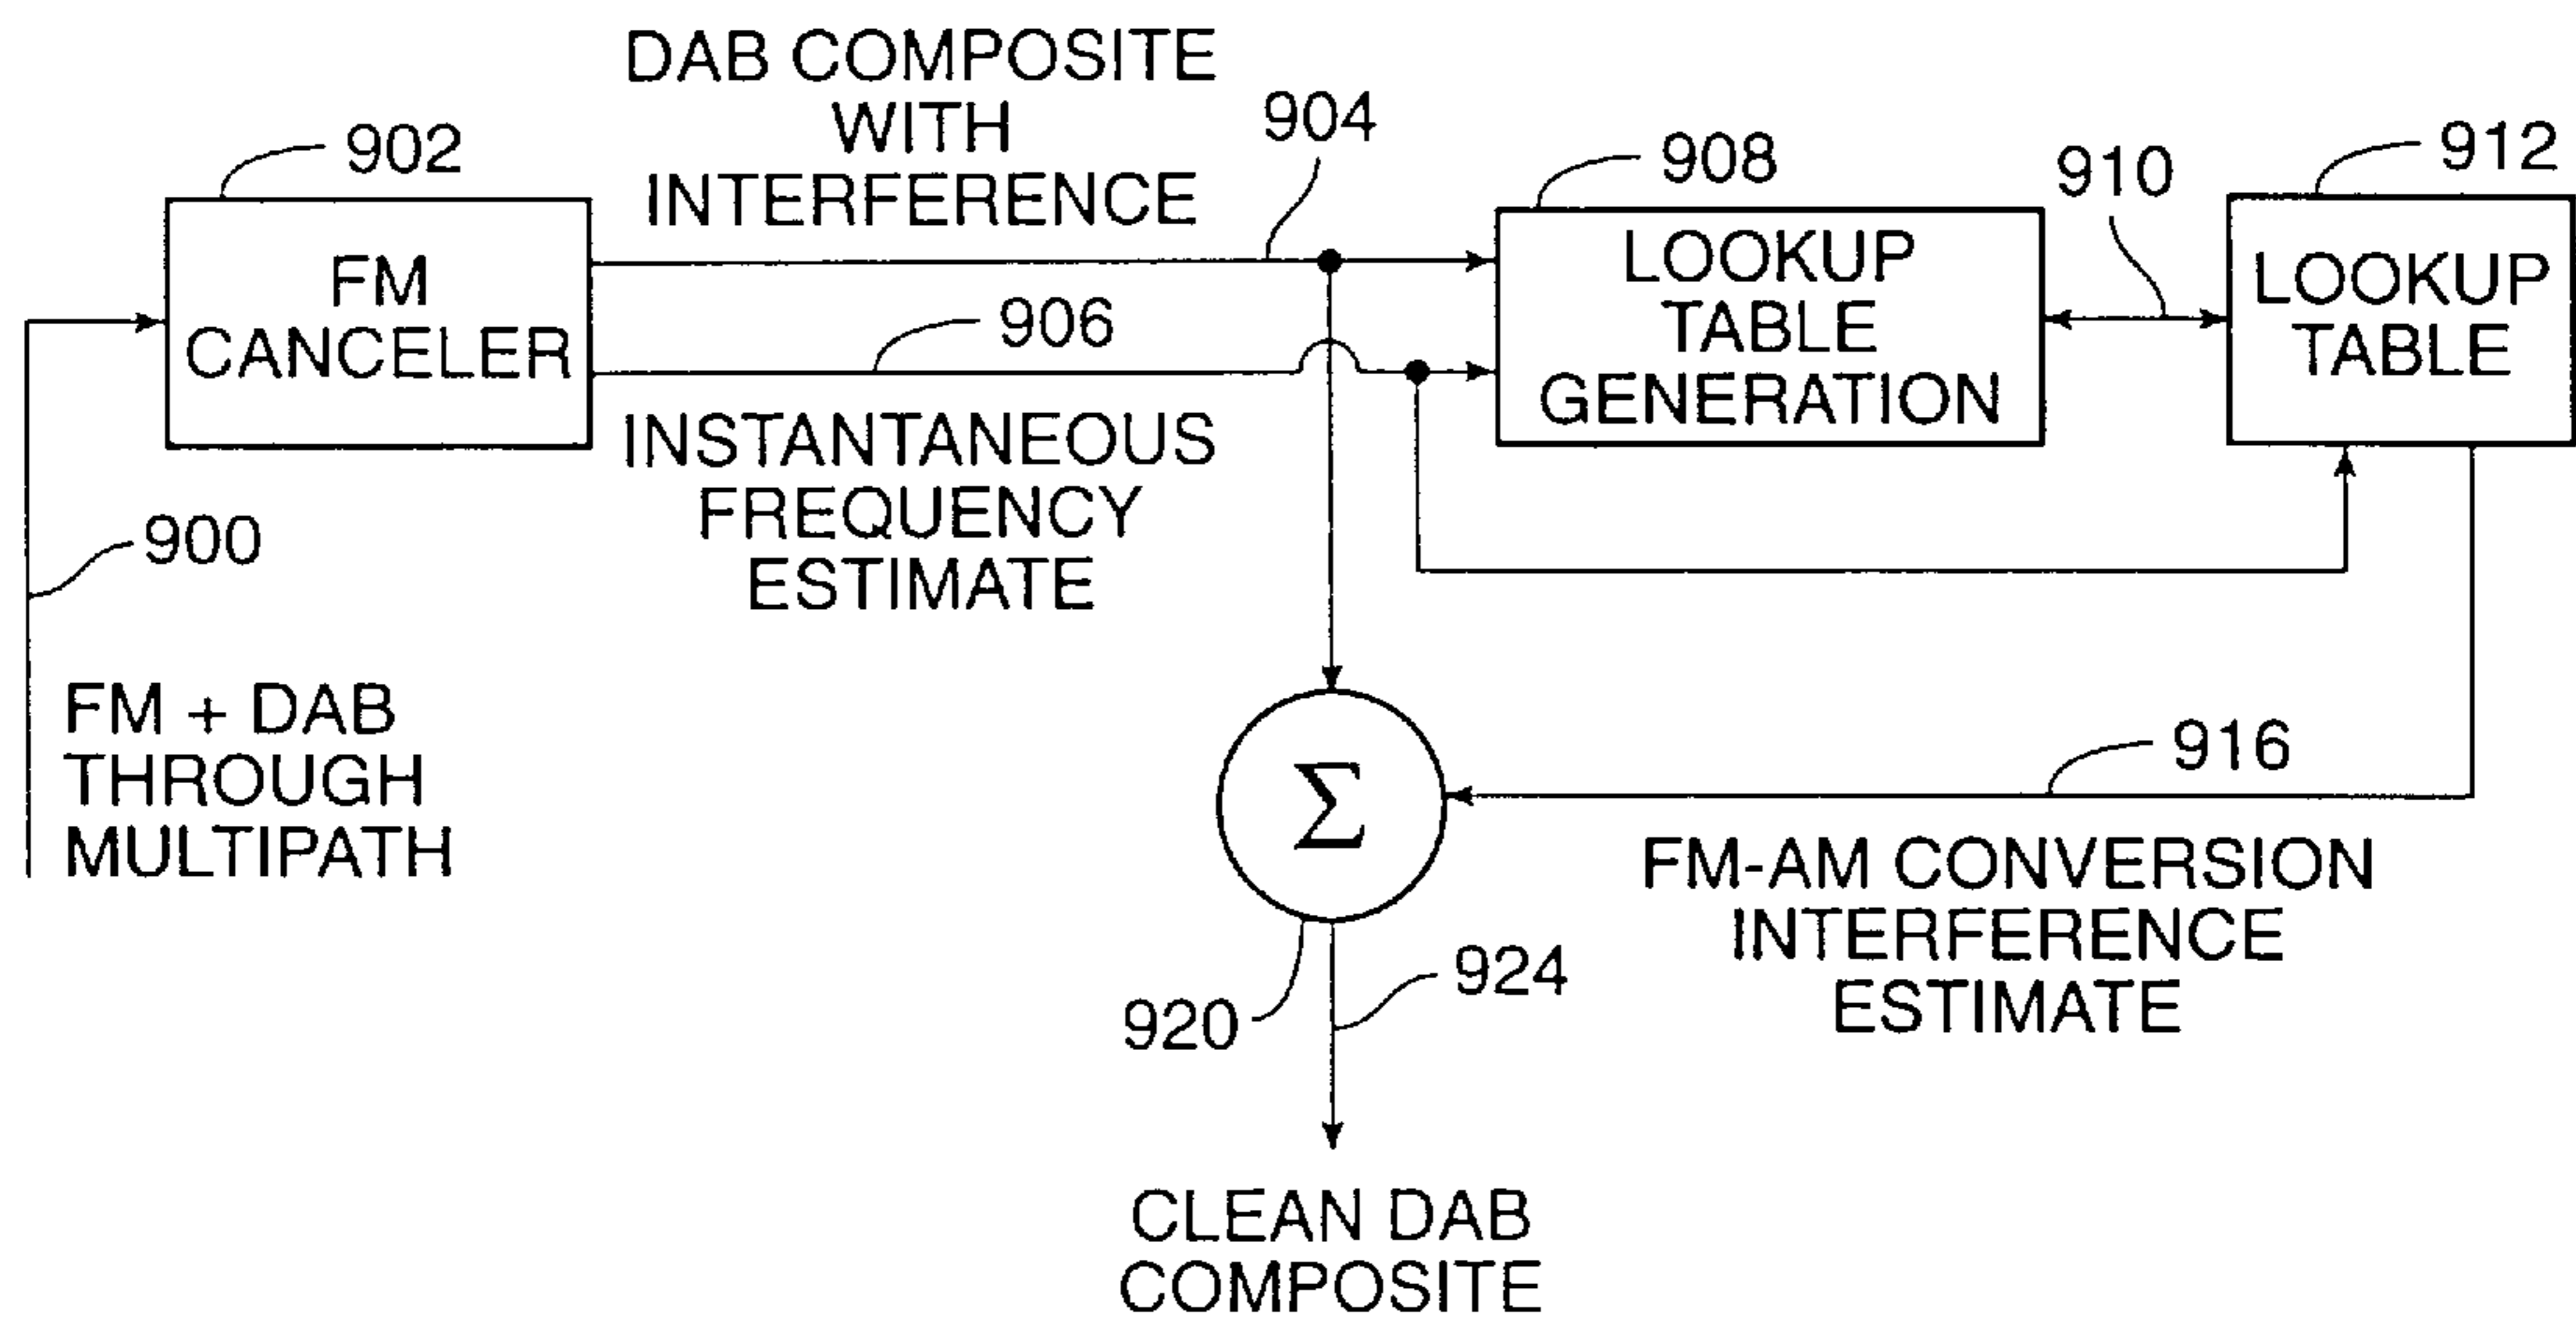 DAB COMPOSITE
WITH
INTERFERENCE
902
904
908
910
912
FM
CANCELER
906
LOOKUP
TABLE
GENERATION
LOOKUP
TABLE
INSTANTANEOUS
FREQUENCY
ESTIMATE
900
FM + DAB
THROUGH
MULTIPATH
Σ
916
FM-AM CONVERSION
INTERFERENCE
ESTIMATE
920
924
CLEAN DAB
COMPOSITE